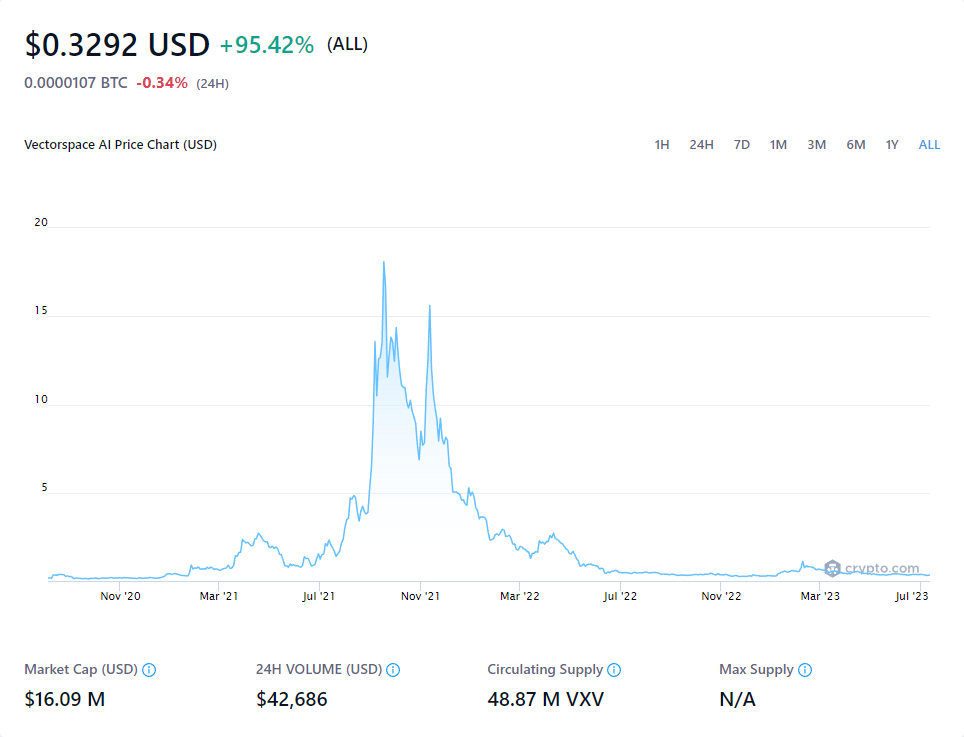 $0.3292 USD +95.42% (ALL)
0.0000107 BTC -0.34% (24H)
Vectorspace AI Price Chart (USD) 1H 24H 7D 1M 3M 6M 1Y ALL
20
15
10
5
crypto.com
Nov '20 Mar '21 Jul '21 Nov '21 Mar '22 Jul '22 Nov '22 Mar '23 Jul '23
Market Cap (USD) 24H VOLUME (USD) Circulating Supply Max Supply
$16.09 M $42,686 48.87 M VXV N/A